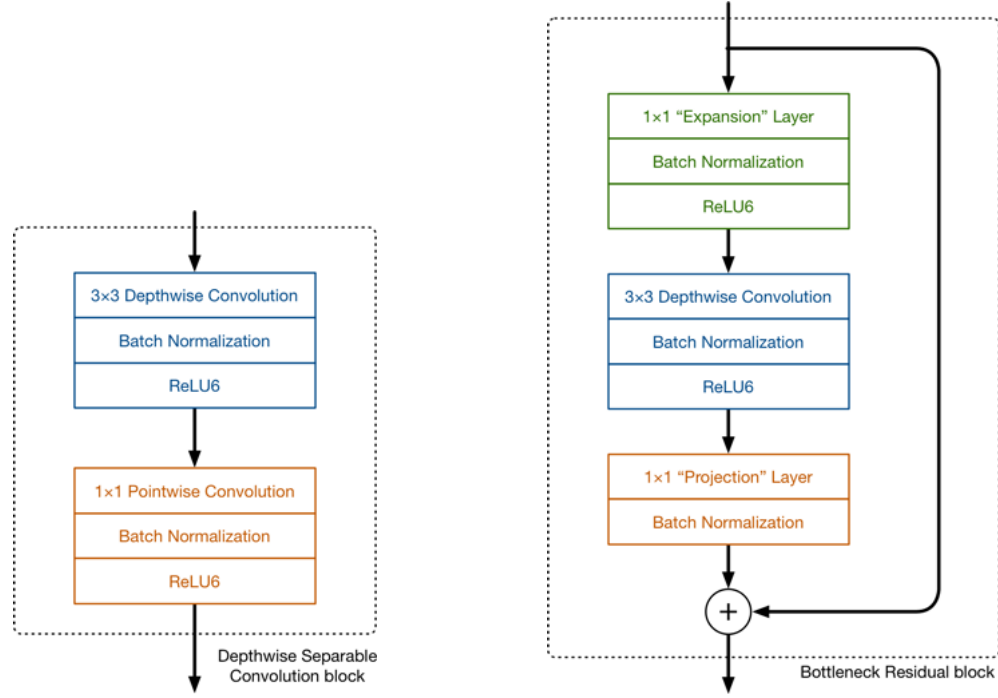 3×3 Depthwise Convolution
Batch Normalization
ReLU6
1×1 Pointwise Convolution
Batch Normalization
ReLU6
Depthwise Separable
Convolution block
1×1 “Expansion” Layer
Batch Normalization
ReLU6
3×3 Depthwise Convolution
Batch Normalization
ReLU6
1×1 “Projection” Layer
Batch Normalization
+
Bottleneck Residual block